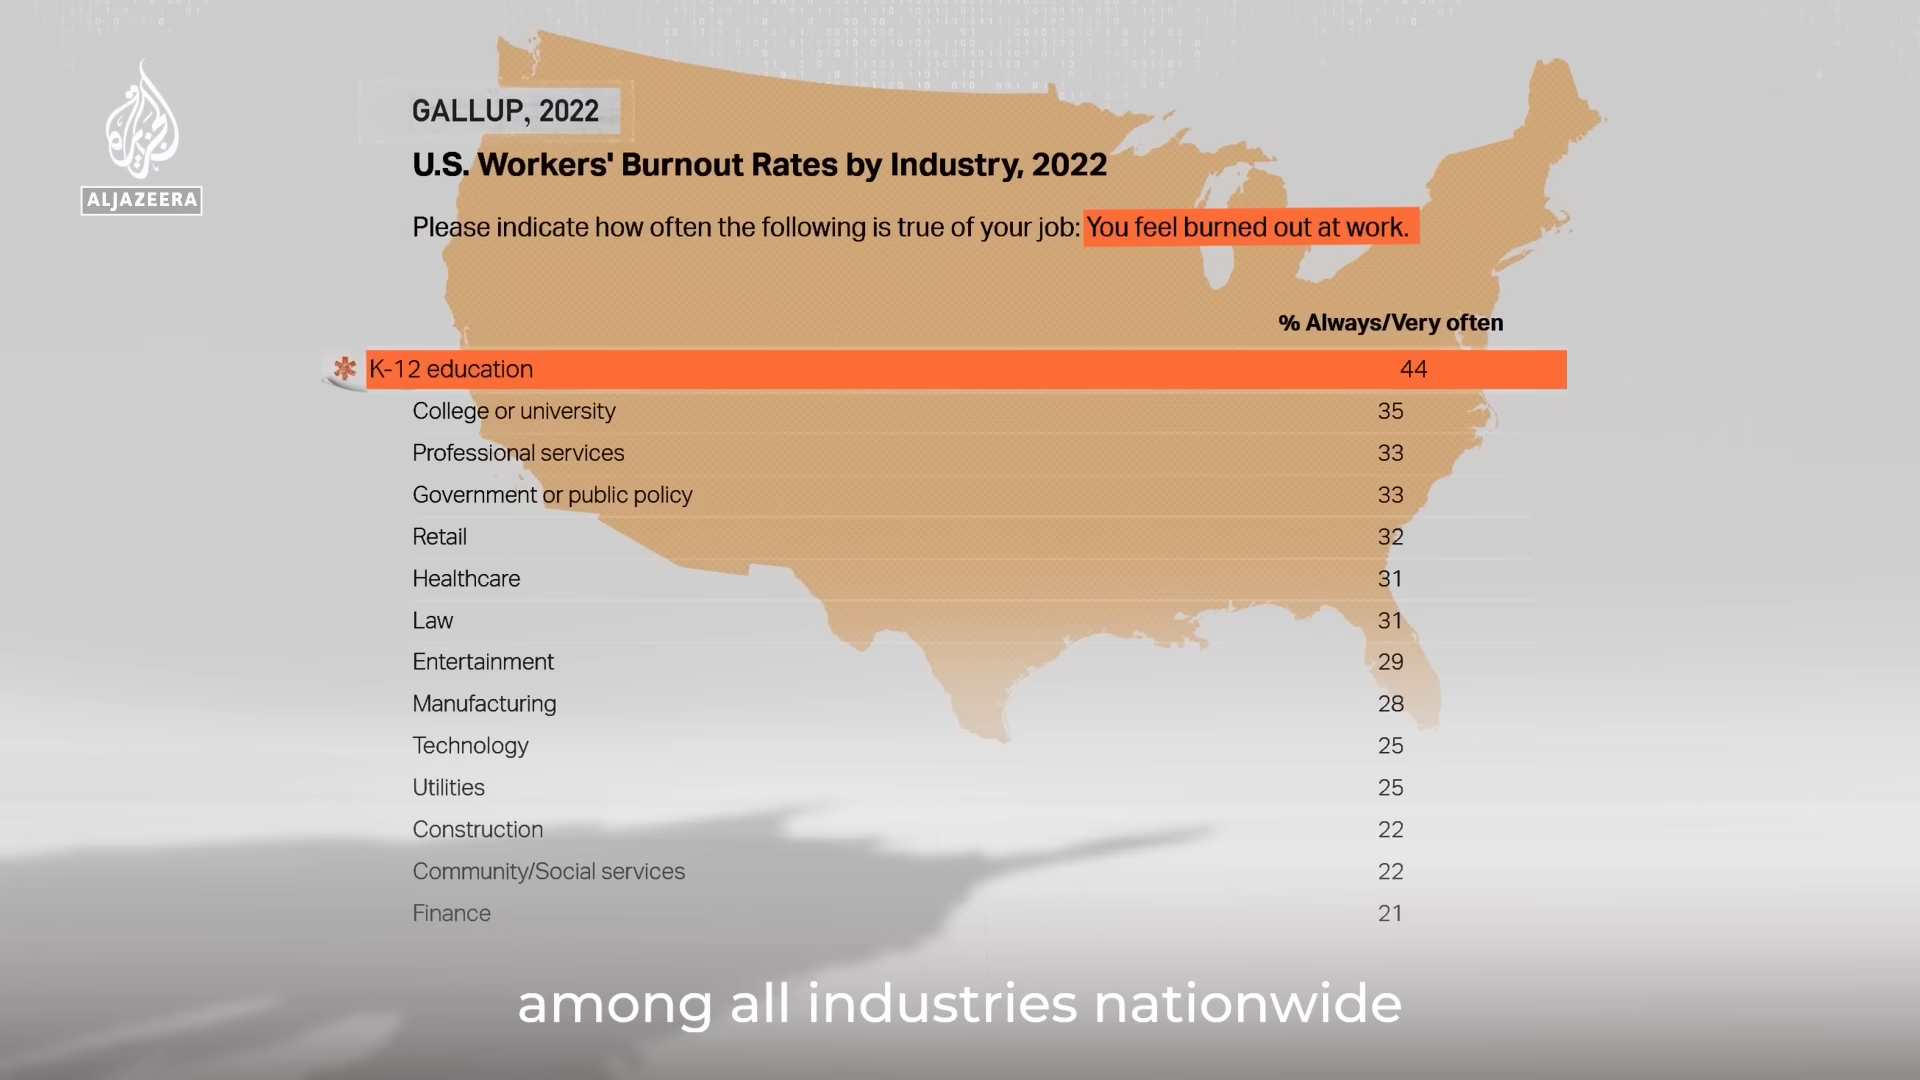 ALJAZEERA
GALLUP, 2022
U.S. Workers' Burnout Rates by Industry, 2022
Please indicate how often the following is true of your job: You feel burned out at work.
% Always/Very often
K-12 education 44
College or university 35
Professional services 33
Government or public policy 33
Retail 32
Healthcare 31
Law 31
Entertainment 29
Manufacturing 28
Technology 25
Utilities 25
Construction 22
Community/Social services 22
Finance 21
among all industries nationwide